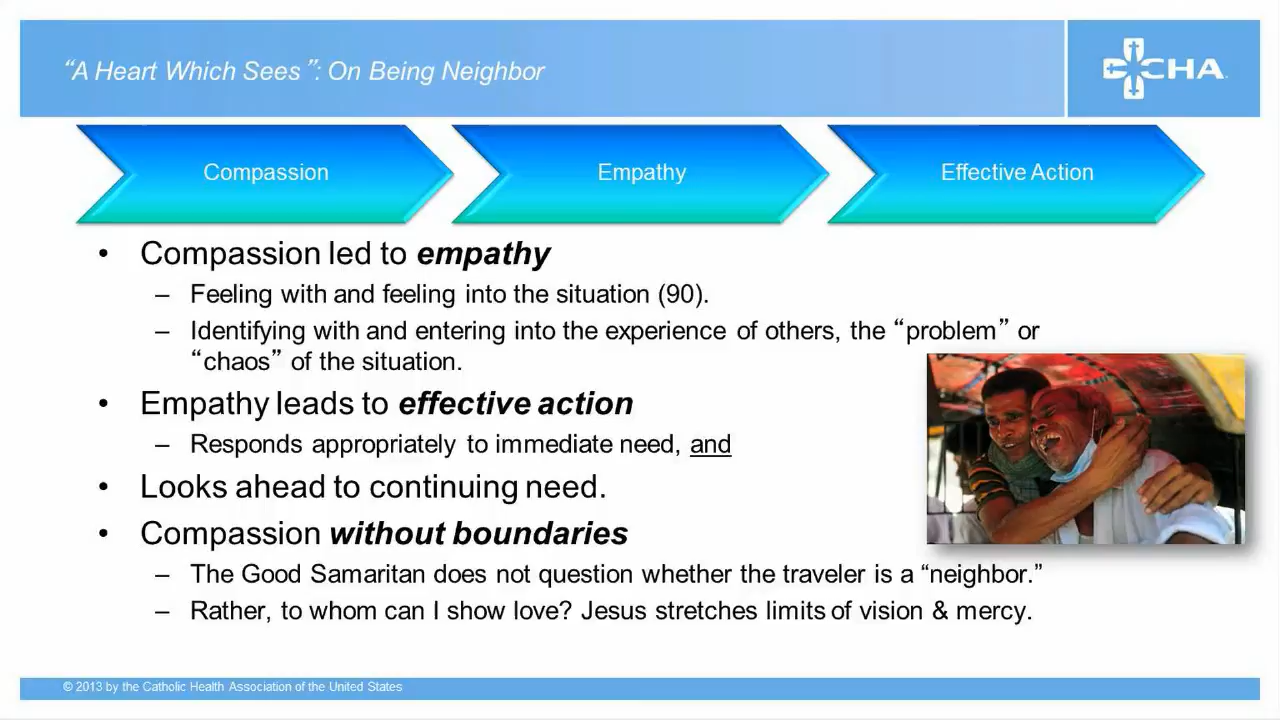 “A Heart Which Sees ”: On Being Neighbor
CHA
Compassion
Empathy
Effective Action
• Compassion led to empathy
– Feeling with and feeling into the situation (90).
– Identifying with and entering into the experience of others, the “problem” or
“chaos” of the situation.
• Empathy leads to effective action
– Responds appropriately to immediate need, and
• Looks ahead to continuing need.
• Compassion without boundaries
– The Good Samaritan does not question whether the traveler is a “neighbor.”
– Rather, to whom can I show love? Jesus stretches limits of vision & mercy.
© 2013 by the Catholic Health Association of the United States